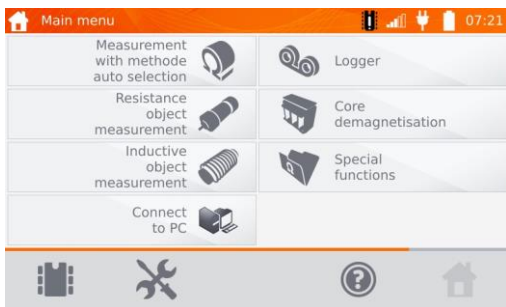 Main menu
07:21
Measurement
with methode
auto selection
Logger
Resistance
object
measurement
Core
demagnetisation
Inductive
object
measurement
Special
functions
Connect
to PC